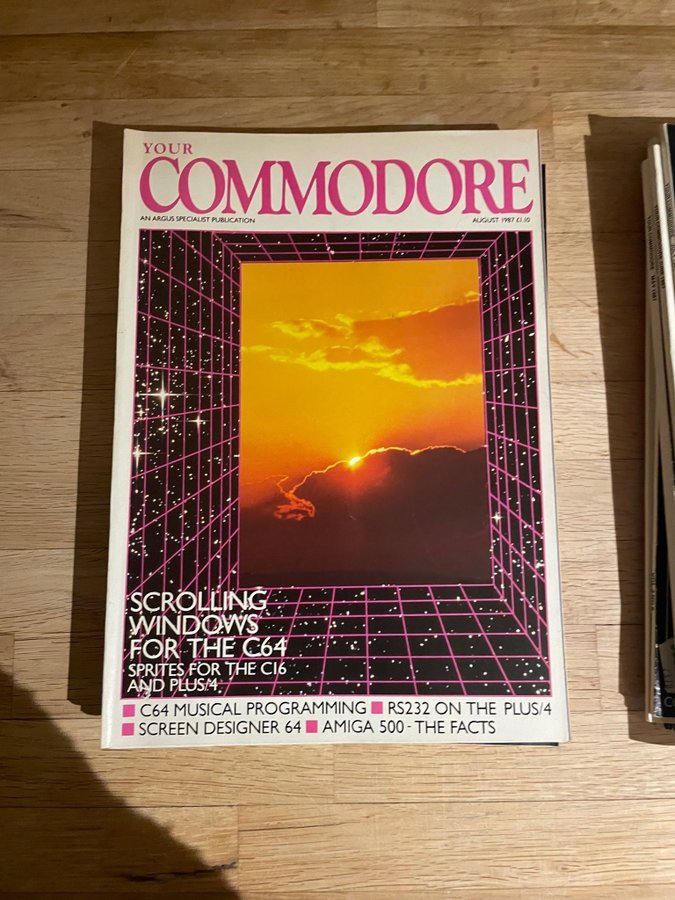 YOUR
COMMODORE
AN ARGUS SPECIALIST PUBLICATION
AUGUST 1987 £1.10
SCROLLING
WINDOWS
FOR THE C64
SPRITES FOR THE C16
AND PLUS/4
■ C64 MUSICAL PROGRAMMING ■ RS232 ON THE PLUS/4
■ SCREEN DESIGNER 64 ■ AMIGA 500 - THE FACTS